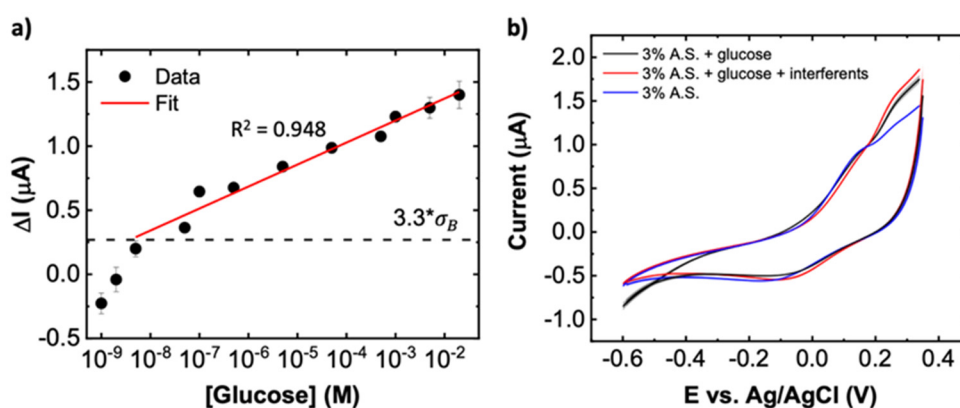 a)
Data
Fit
R² = 0.948
3.3*σ_B
ΔI (μA)
1.5
1.0
0.5
0.0
-0.5
10⁻⁹ 10⁻⁸ 10⁻⁷ 10⁻⁶ 10⁻⁵ 10⁻⁴ 10⁻³ 10⁻²
[Glucose] (M)
b)
3% A.S. + glucose
3% A.S. + glucose + interferents
3% A.S.
Current (μA)
2.0
1.5
1.0
0.5
0.0
-0.5
-1.0
-0.6 -0.4 -0.2 0.0 0.2 0.4
E vs. Ag/AgCl (V)